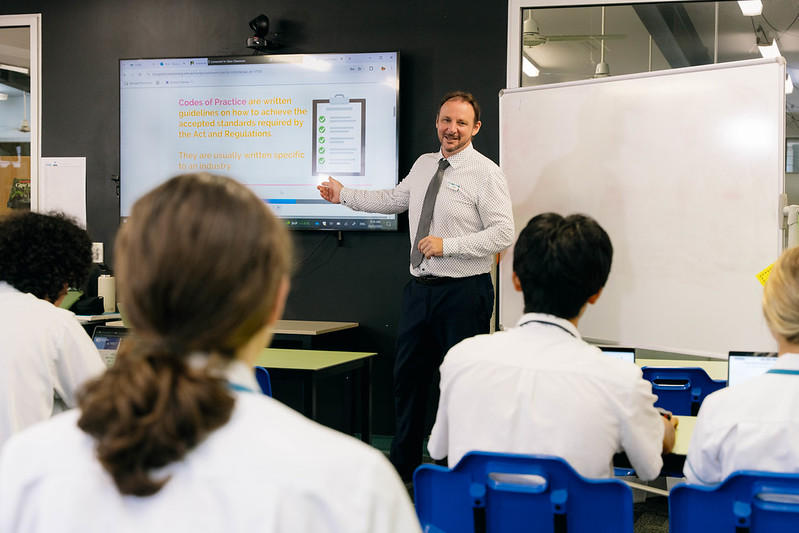 Codes of Practice are written
guidelines on how to achieve the
accepted standards required by
the Act and Regulations.
They are usually written specific
to an industry.